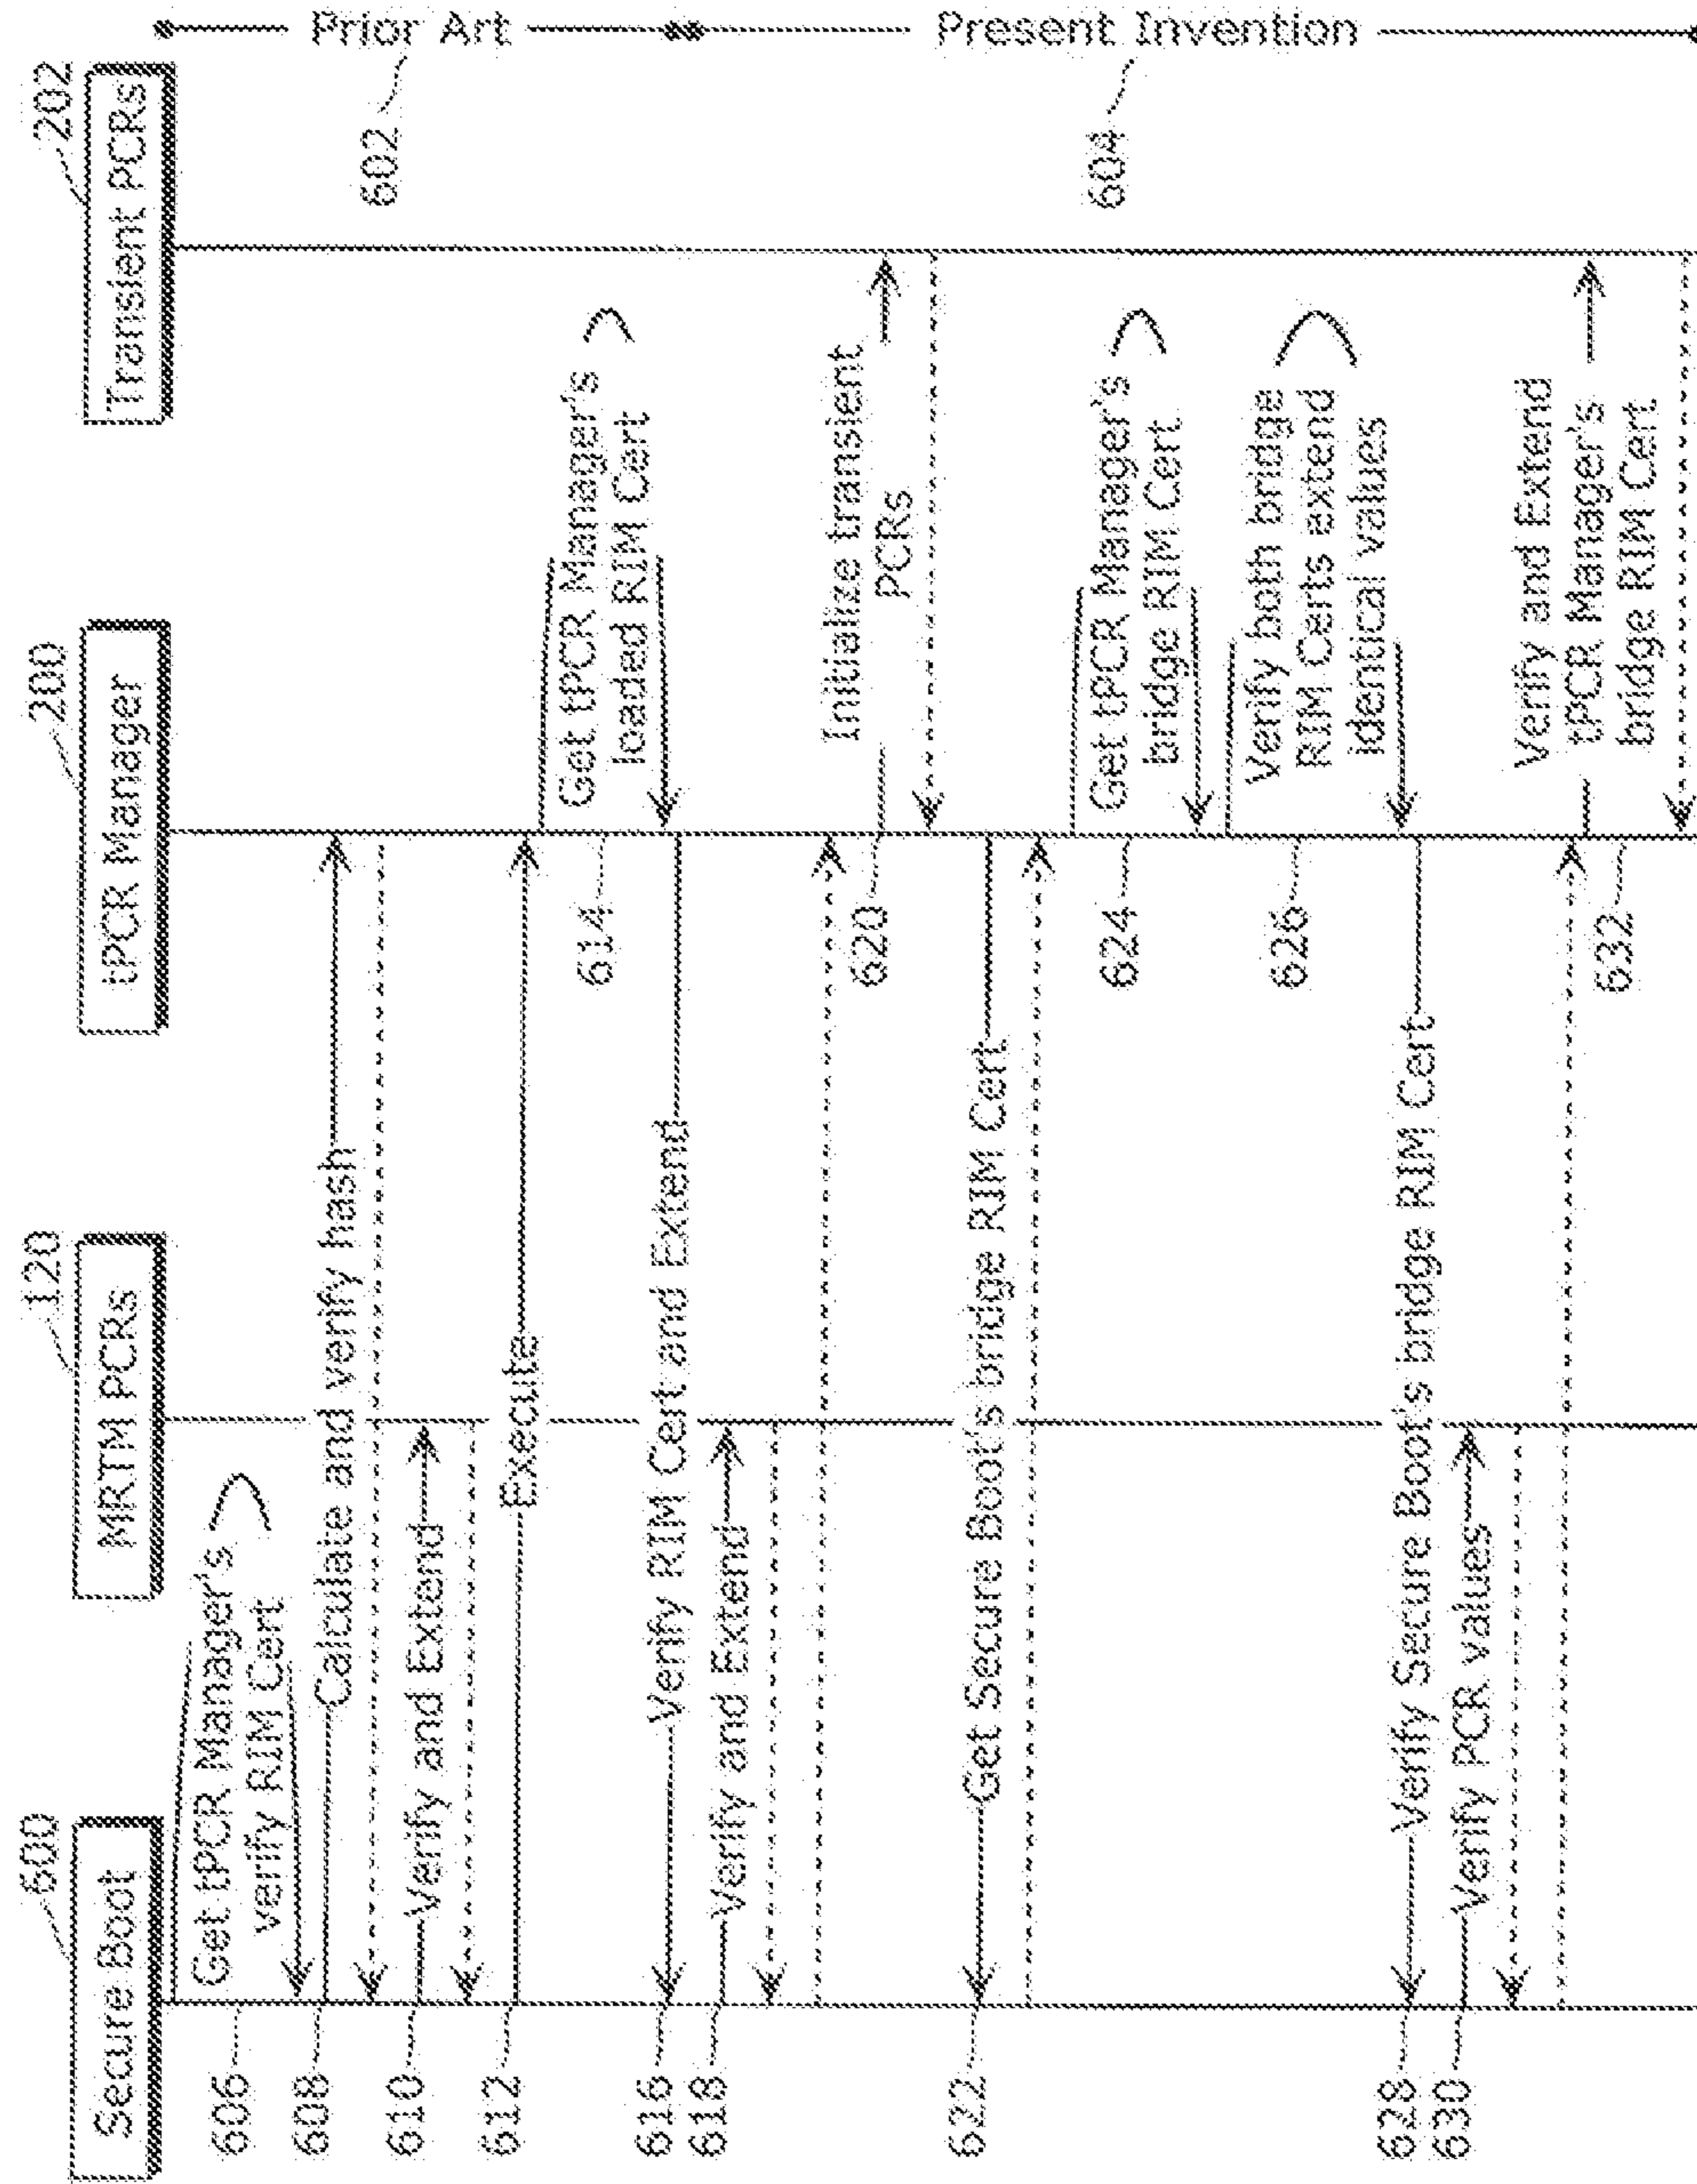 600
Secure Boot
120
MRTM PCRs
200
tPCR Manager
202
Transient PCRs
Prior Art
602
Present Invention
604
606
Get tPCR Manager's
verify RIM Cert
608
Calculate and verify hash
610
Verify and Extend
612
Execute
614
Get tPCR Manager's
loaded RIM Cert
616
Verify RIM Cert and Extend
618
Verify and Extend
620
Initialize transient
PCRs
622
Get Secure Boot's bridge RIM Cert
624
Get tPCR Manager's
bridge RIM Cert
626
Verify both bridge
RIM Certs extend
identical values
628
Verify Secure Boot's bridge RIM Cert
630
Verify PCR values
632
Verify and Extend
tPCR Manager's
bridge RIM Cert